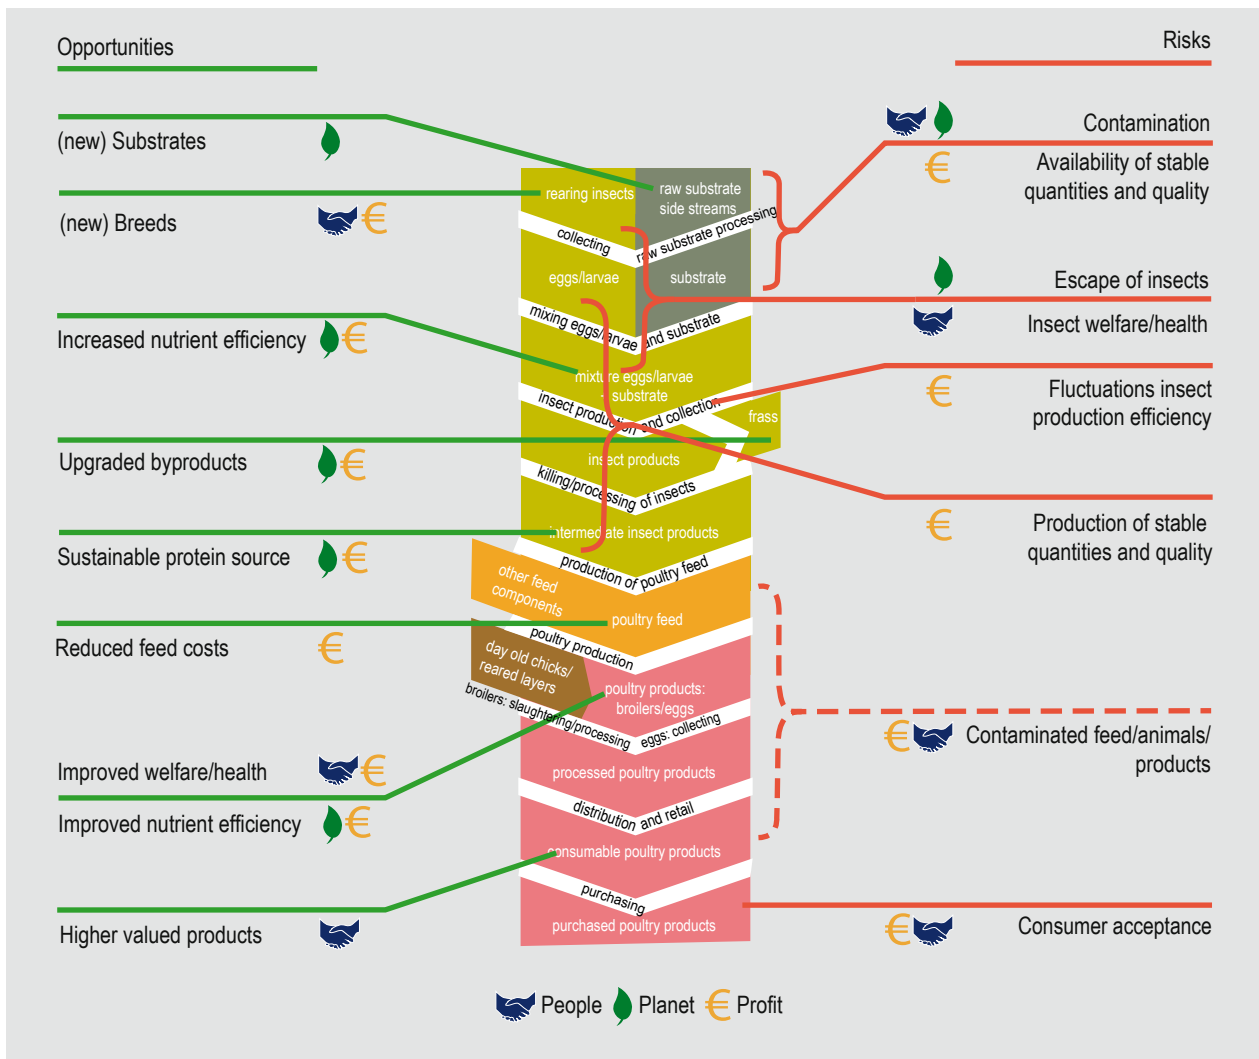 Opportunities
(new) Substrates
(new) Breeds
Increased nutrient efficiency
Upgraded byproducts
Sustainable protein source
Reduced feed costs
Improved welfare/health
Improved nutrient efficiency
Higher valued products
rearing insects
raw substrate
side streams
collecting
raw substrate processing
eggs/larvae
substrate
mixing eggs/larvae and substrate
mixture eggs/larvae
+ substrate
insect production and collection
frass
insect products
killing/processing of insects
intermediate insect products
production of poultry feed
other feed
components
poultry feed
poultry production
day old chicks/
reared layers
poultry products:
broilers/eggs
broilers: slaughtering/processing
eggs: collecting
processed poultry products
distribution and retail
consumable poultry products
purchasing
purchased poultry products
Risks
Contamination
Availability of stable
quantities and quality
Escape of insects
Insect welfare/health
Fluctuations insect
production efficiency
Production of stable
quantities and quality
Contaminated feed/animals/
products
Consumer acceptance
People Planet € Profit